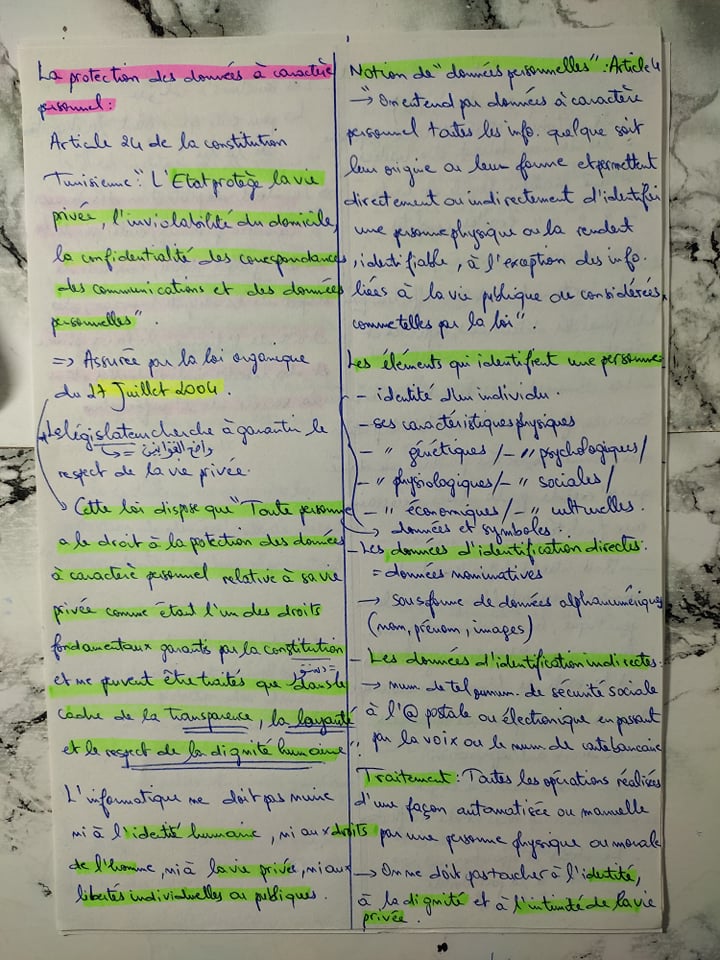 La protection des données à caractère
personnel :
Article 24 de la constitution
Tunisienne : "L'Etat protège la vie
privée, l'inviolabilité du domicile,
la confidentialité des correspondances
des communications et des données
personnelles".
=> Assurée par la loi organique
du 27 Juillet 2004.
Le législateur cherche à garantir le
respect de la vie privée.
Cette loi dispose que "Toute personne
a le droit à la potection des données
à caractère personnel relative à sa vie
privée comme étant l'un des droits
fondamentaux garantis par la constitution
دستور =
et ne peuvent être traités que dans le
cadre de la transparence, la loyauté
et le respect de la dignité humaine".
L'informatique ne doit pas nuire
ni à l'identité humaine, ni aux droits
de l'homme, ni à la vie privée, ni aux
libertés individuelles ou publiques.
Notion de "données personnelles" : Article 4
→ "On entend par données à caractère
personnel toutes les info. quelque soit
leur origine ou leur forme et permettent
directement ou indirectement d'identifier
une personne physique ou la rendent
identifiable, à l'exception des info.
liées à la vie publique ou considérées
comme telles par la loi".
Les éléments qui identifient une personne
- identité d'un individu.
- ses caractéristiques physiques
- " génétiques / - " psychologiques /
- " physiologiques / - " sociales /
- " économiques / - " culturelles.
→ données et symboles.
- Les données d'identification directes :
= données nominatives
→ sous forme de données alphanumériques
(nom, prénom, images)
- Les données d'identification indirectes :
→ num. de tel, num. de sécurité sociale
à l'@ postale ou électronique en passant
par la voix ou le num de carte bancaire
Traitement : Toutes les opérations réalisées
d'une façon automatisée ou manuelle
par une personne physique ou morale
→ On ne doit pas toucher à l'identité,
à la dignité et à l'intimité de la vie
privée.